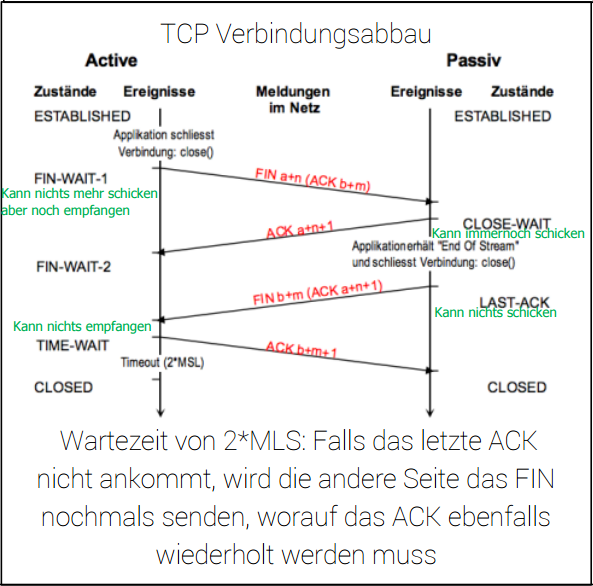 TCP Verbindungsabbau
Active Passiv
Zustände Ereignisse Meldungen Ereignisse Zustände
im Netz
ESTABLISHED ESTABLISHED
Applikation schliesst
Verbindung: close()
FIN-WAIT-1 FIN a+n (ACK b+m)
Kann nichts mehr schicken
aber noch empfangen
ACK a+n+1 CLOSE-WAIT
Kann immernoch schicken
Applikation erhält "End Of Stream"
und schliesst Verbindung: close()
FIN-WAIT-2
FIN b+m (ACK a+n+1) LAST-ACK
Kann nichts schicken
Kann nichts empfangen
TIME-WAIT ACK b+m+1
Timeout (2*MSL)
CLOSED CLOSED
Wartezeit von 2*MLS: Falls das letzte ACK
nicht ankommt, wird die andere Seite das FIN
nochmals senden, worauf das ACK ebenfalls
wiederholt werden muss